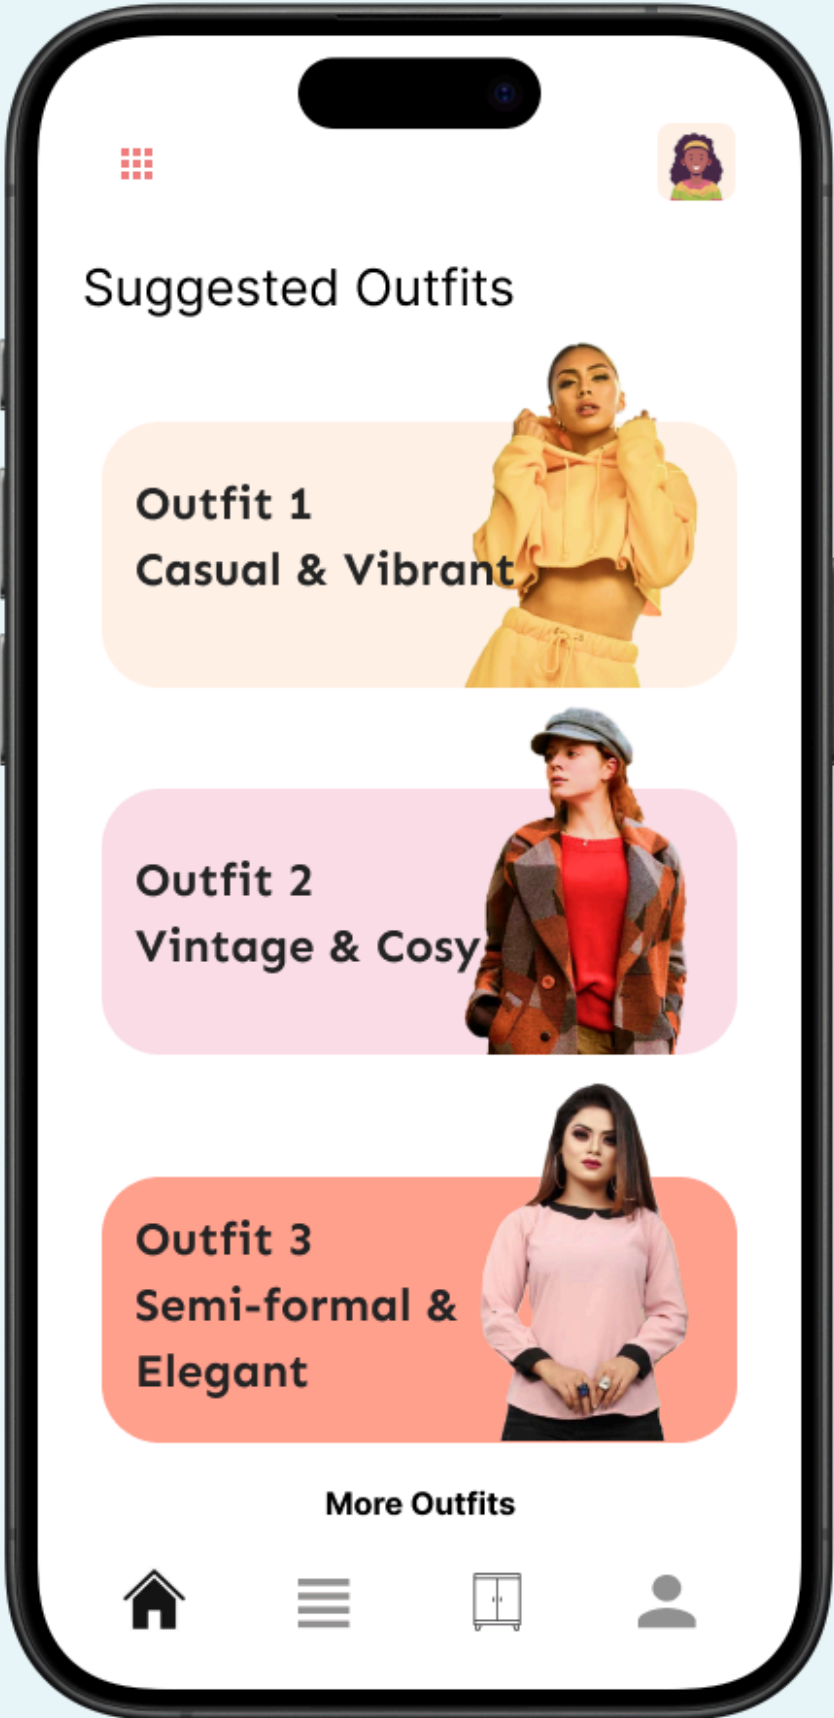 Suggested Outfits
Outfit 1
Casual & Vibrant
Outfit 2
Vintage & Cosy
Outfit 3
Semi-formal &
Elegant
More Outfits